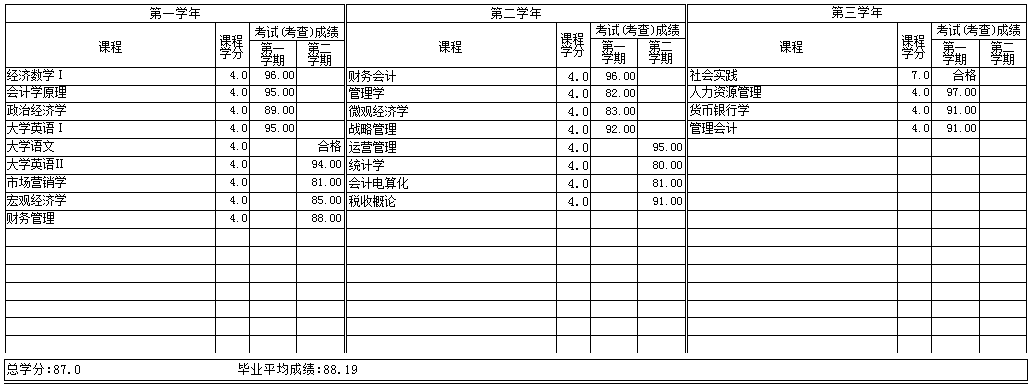 第一学年 第二学年 第三学年
课程 课程学分 考试(考查)成绩 课程 课程学分 考试(考查)成绩 课程 课程学分 考试(考查)成绩
第一学期 第二学期 第一学期 第二学期 第一学期 第二学期
经济数学Ⅰ 4.0 96.00 财务会计 4.0 96.00 社会实践 7.0 合格
会计学原理 4.0 95.00 管理学 4.0 82.00 人力资源管理 4.0 97.00
政治经济学 4.0 89.00 微观经济学 4.0 83.00 货币银行学 4.0 91.00
大学英语Ⅰ 4.0 95.00 战略管理 4.0 92.00 管理会计 4.0 91.00
大学语文 4.0 合格 运营管理 4.0 95.00
大学英语Ⅱ 4.0 94.00 统计学 4.0 80.00
市场营销学 4.0 81.00 会计电算化 4.0 81.00
宏观经济学 4.0 85.00 税收概论 4.0 91.00
财务管理 4.0 88.00
总学分:87.0 毕业平均成绩:88.19